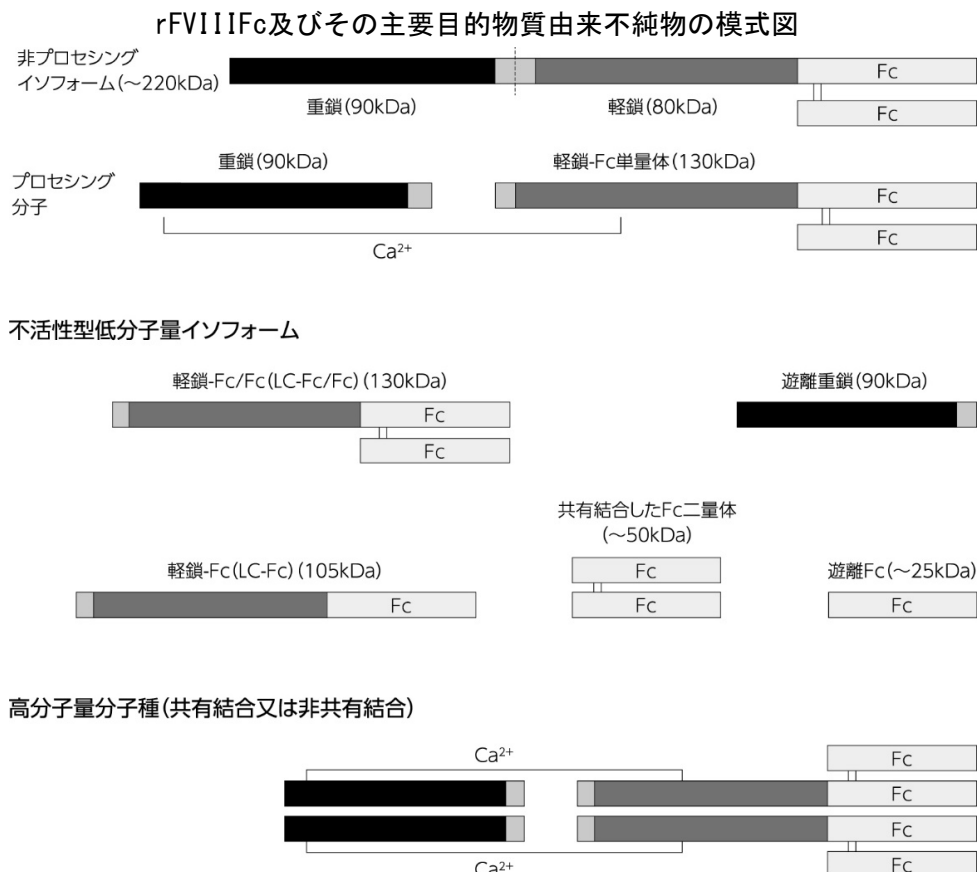 rFVIIIFc及びその主要目的物質由来不純物の模式図
非プロセシング
イソフォーム(～220kDa)
Fc
重鎖(90kDa)
軽鎖(80kDa)
Fc
プロセシング
分子
重鎖(90kDa)
軽鎖-Fc単量体(130kDa)
Fc
Fc
Ca²⁺
不活性型低分子量イソフォーム
軽鎖-Fc/Fc(LC-Fc/Fc)(130kDa)
遊離重鎖(90kDa)
Fc
Fc
共有結合したFc二量体
(～50kDa)
軽鎖-Fc(LC-Fc)(105kDa)
Fc
遊離Fc(～25kDa)
Fc
Fc
Fc
高分子量分子種(共有結合又は非共有結合)
Ca²⁺
Fc
Fc
Fc
Fc
Ca²⁺